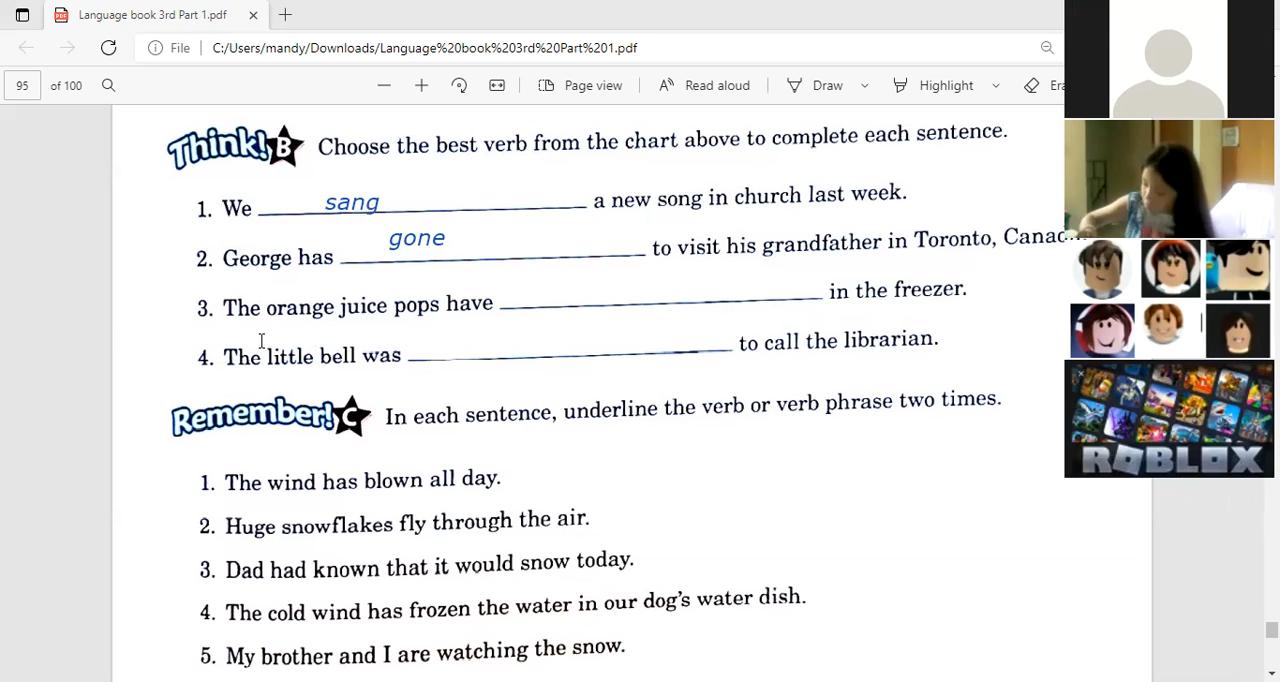 Language book 3rd Part 1.pdf
File C:/Users/mandy/Downloads/Language%20book%203rd%20Part%201.pdf
95 of 100 Page view Read aloud Draw Highlight
Think! B Choose the best verb from the chart above to complete each sentence.
1. We sang a new song in church last week.
2. George has gone to visit his grandfather in Toronto,
3. The orange juice pops have in the freezer.
4. The little bell was to call the librarian.
Remember! C In each sentence, underline the verb or verb phrase two times.
1. The wind has blown all day.
2. Huge snowflakes fly through the air.
3. Dad had known that it would snow today.
4. The cold wind has frozen the water in our dog's water dish.
5. My brother and I are watching the snow.
ROBLOX